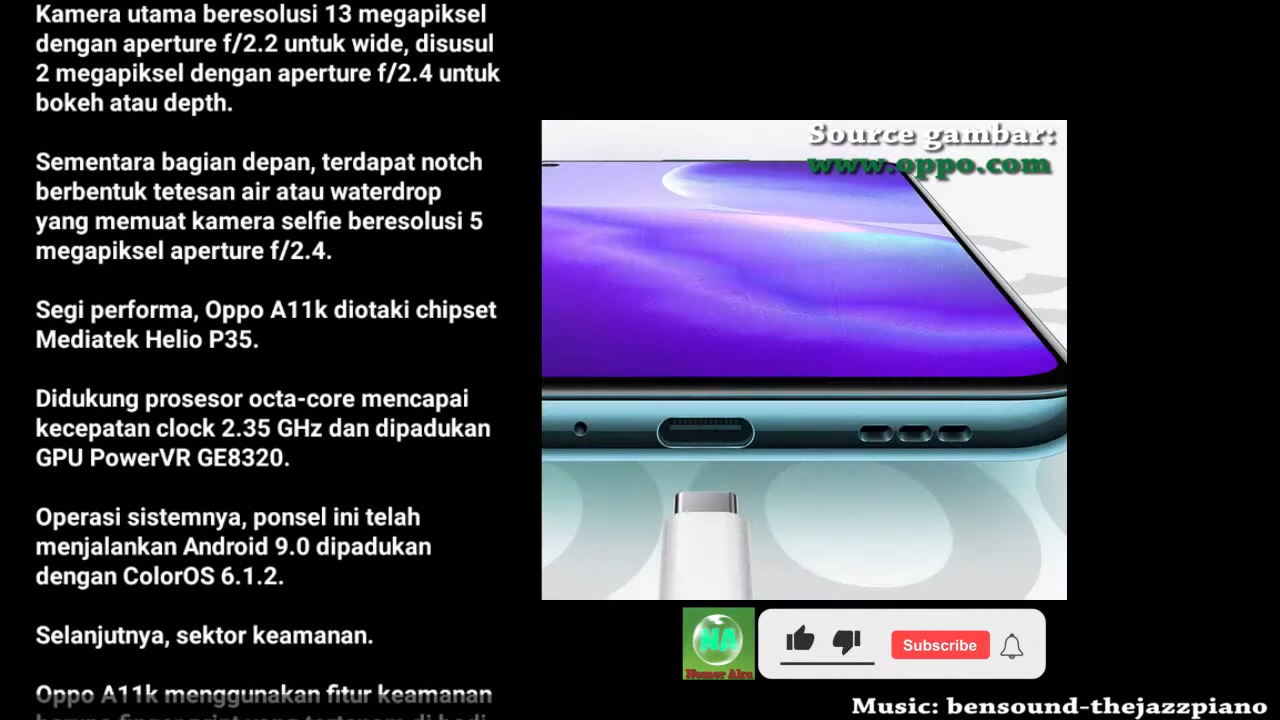 Kamera utama beresolusi 13 megapiksel
dengan aperture f/2.2 untuk wide, disusul
2 megapiksel dengan aperture f/2.4 untuk
bokeh atau depth.
Sementara bagian depan, terdapat notch
berbentuk tetesan air atau waterdrop
yang memuat kamera selfie beresolusi 5
megapiksel aperture f/2.4.
Segi performa, Oppo A11k diotaki chipset
Mediatek Helio P35.
Didukung prosesor octa-core mencapai
kecepatan clock 2.35 GHz dan dipadukan
GPU PowerVR GE8320.
Operasi sistemnya, ponsel ini telah
menjalankan Android 9.0 dipadukan
dengan ColorOS 6.1.2.
Selanjutnya, sektor keamanan.
Oppo A11k menggunakan fitur keamanan
Source gambar:
www.oppo.com
NA
Nomer Aku
Subscribe
Music: bensound-thejazzpiano